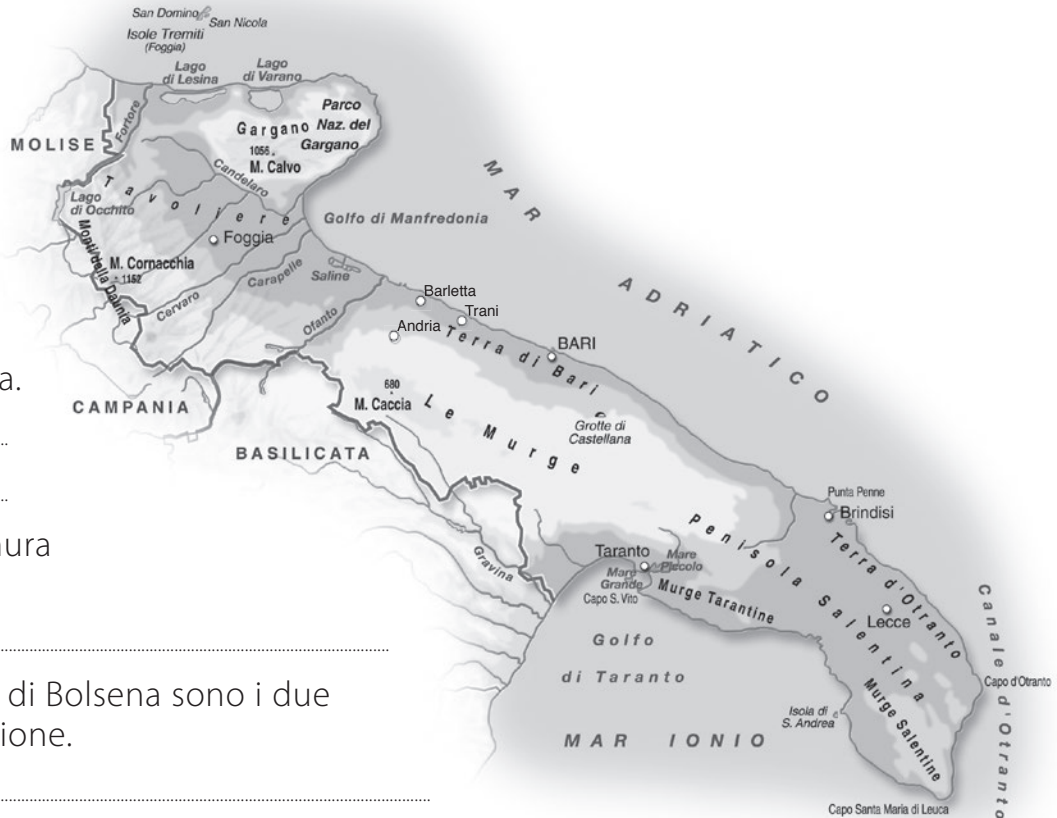 San Domino
San Nicola
Isole Tremiti
(Foggia)
Lago
di Lesina
Lago
di Varano
Parco
Naz. del
Gargano
Gargano
1056
M. Calvo
MOLISE
Fortore
Candelaro
Tavoliere
Lago
di Occhito
Golfo di Manfredonia
Foggia
Monti della Daunia
M. Cornacchia
1152
Cervaro
Carapelle
Saline
Ofanto
Barletta
Trani
Andria
Terra di Bari
BARI
MAR ADRIATICO
a.
CAMPANIA
680
M. Caccia
Le Murge
Grotte di
Castellana
BASILICATA
ura
Gravina
Punta Penne
Brindisi
Penisola Salentina
Terra d'Otranto
Taranto
Mare
Piccolo
Mare
Grande
Capo S. Vito
Murge Tarantine
Lecce
Canale d'Otranto
Golfo
di Taranto
di Bolsena sono i due
ione.
Capo d'Otranto
Isola di
S. Andrea
Murge Salentine
MAR IONIO
Capo Santa Maria di Leuca